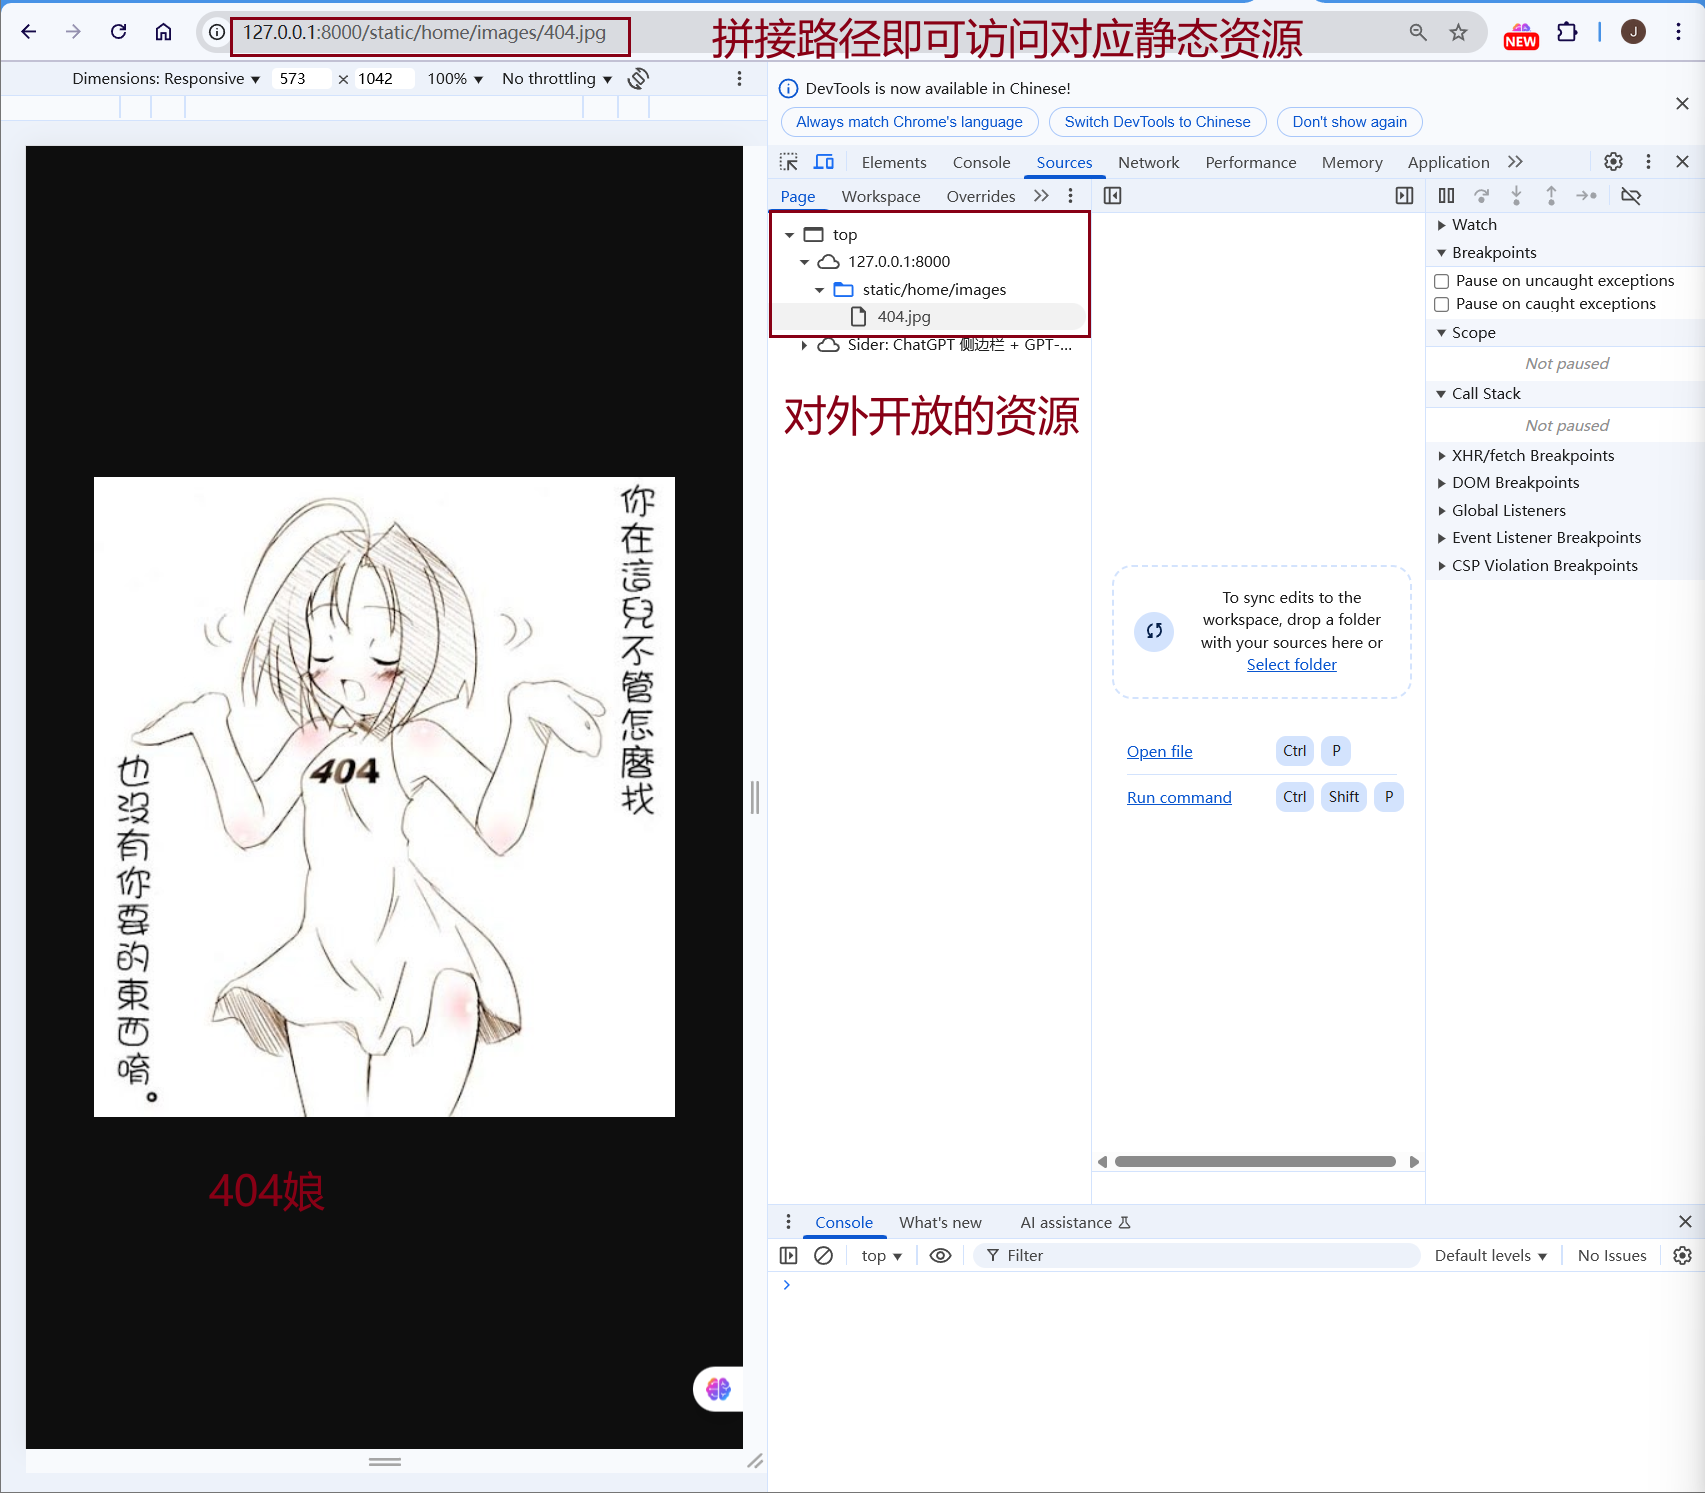 127.0.0.1:8000/static/home/images/404.jpg
拼接路径即可访问对应静态资源
NEW
J
Dimensions: Responsive ▼ 573 × 1042 100% ▼ No throttling ▼
DevTools is now available in Chinese!
Always match Chrome's language Switch DevTools to Chinese Don't show again
Elements Console Sources Network Performance Memory Application
Page Workspace Overrides
top
127.0.0.1:8000
static/home/images
404.jpg
Sider: ChatGPT 侧边栏 + GPT-...
对外开放的资源
Watch
Breakpoints
Pause on uncaught exceptions
Pause on caught exceptions
Scope
Not paused
Call Stack
Not paused
XHR/fetch Breakpoints
DOM Breakpoints
Global Listeners
Event Listener Breakpoints
CSP Violation Breakpoints
To sync edits to the
workspace, drop a folder
with your sources here or
Select folder
Open file Ctrl P
Run command Ctrl Shift P
你在這兒不管怎麼找
也沒有你要的東西唷。
404
404娘
Console What's new AI assistance
top ▼ Filter Default levels ▼ No Issues